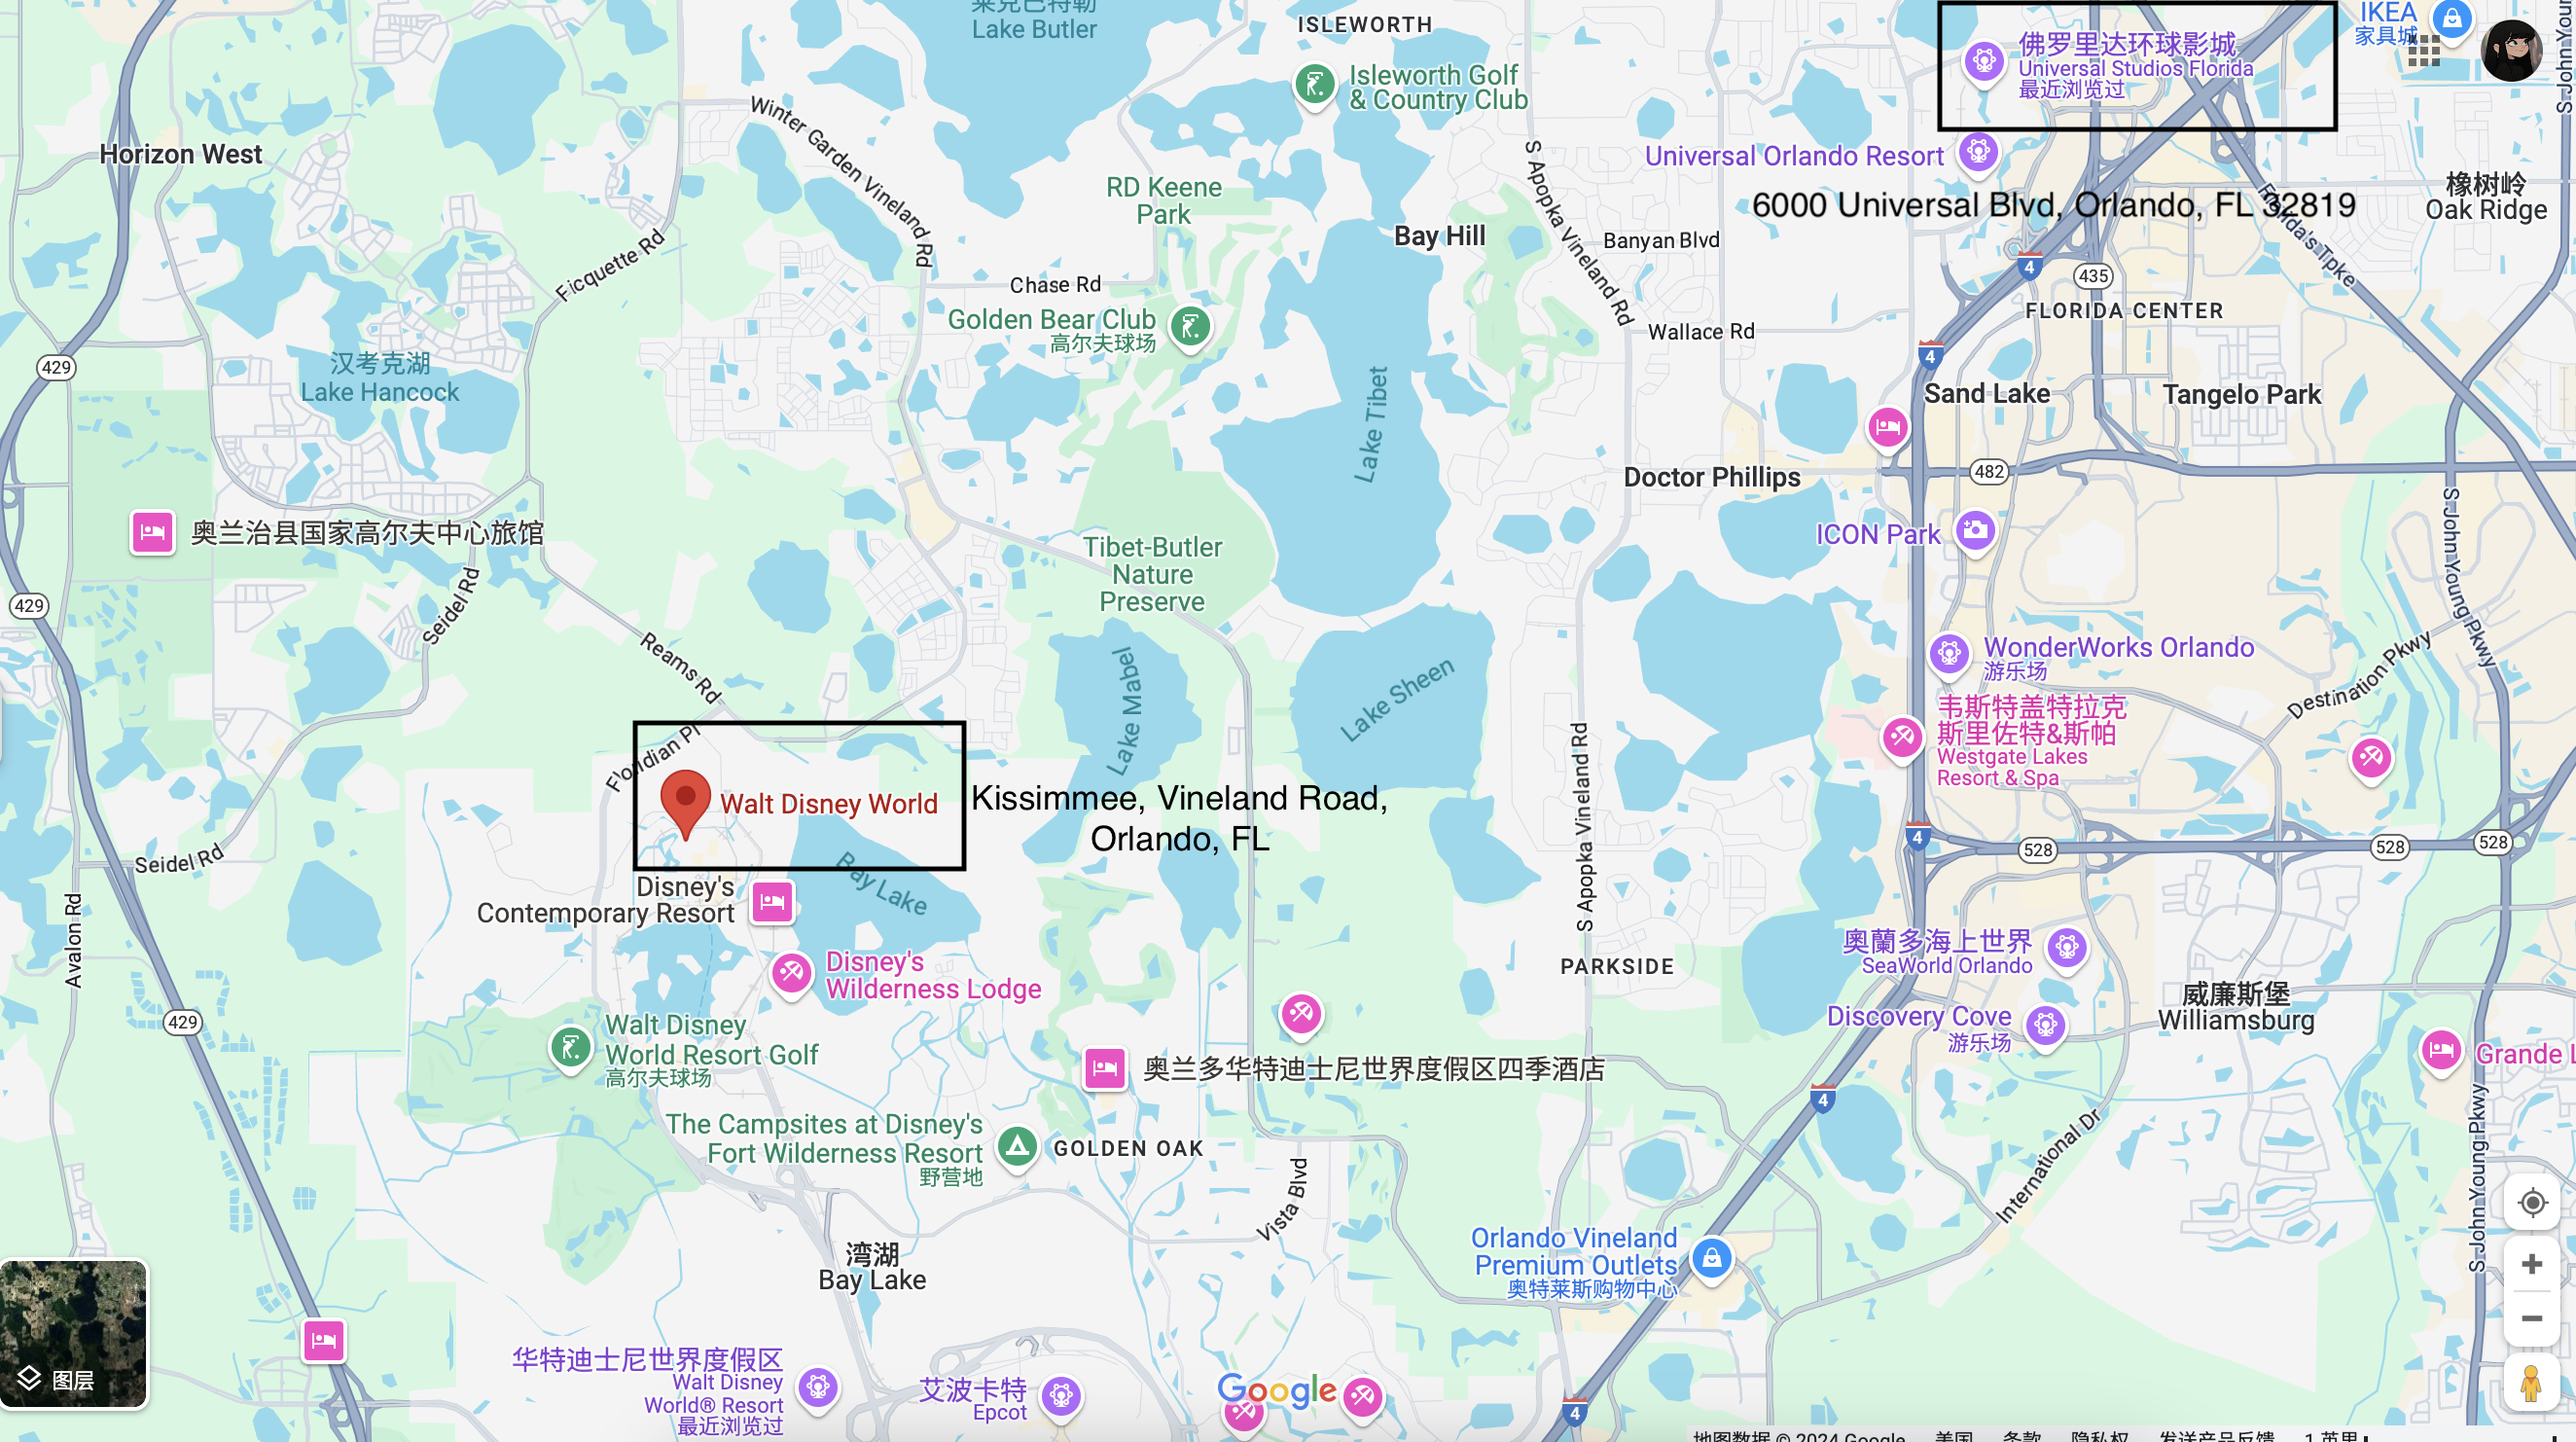 莱克巴特勒
Lake Butler
ISLEWORTH
Isleworth Golf
& Country Club
佛罗里达环球影城
Universal Studios Florida
最近浏览过
IKEA
家具城
S John Youn
Horizon West
Winter Garden Vineland Rd
Universal Orlando Resort
6000 Universal Blvd, Orlando, FL 32819
Florida's Tpke
橡树岭
Oak Ridge
RD Keene
Park
Bay Hill
S Apopka Vineland Rd
Banyan Blvd
Ficquette Rd
Chase Rd
4
435
FLORIDA CENTER
Golden Bear Club
高尔夫球场
Wallace Rd
4
429
汉考克湖
Lake Hancock
Lake Tibet
Sand Lake
Tangelo Park
Doctor Phillips
482
奥兰治县国家高尔夫中心旅馆
ICON Park
S John Young Pkwy
Tibet-Butler
Nature
Preserve
429
Seidel Rd
Reams Rd
Lake Mabel
Lake Sheen
WonderWorks Orlando
游乐场
Destination Pkwy
韦斯特盖特拉克
斯里佐特&斯帕
Westgate Lakes
Resort & Spa
Floridian Pl
Walt Disney World
Kissimmee, Vineland Road,
Orlando, FL
S Apopka Vineland Rd
4
528
528
528
Seidel Rd
Bay Lake
Disney's
Contemporary Resort
Avalon Rd
Disney's
Wilderness Lodge
PARKSIDE
奧蘭多海上世界
SeaWorld Orlando
威廉斯堡
Williamsburg
429
Walt Disney
World Resort Golf
高尔夫球场
Discovery Cove
游乐场
奥兰多华特迪士尼世界度假区四季酒店
Grande L
4
The Campsites at Disney's
Fort Wilderness Resort
野营地
GOLDEN OAK
Vista Blvd
International Dr
S John Young Pkwy
湾湖
Bay Lake
Orlando Vineland
Premium Outlets
奥特莱斯购物中心
图层
华特迪士尼世界度假区
Walt Disney
World® Resort
最近浏览过
艾波卡特
Epcot
Google
4
地图数据 © 2024 Google 美国 条款 隐私权 发送产品反馈 1 英里